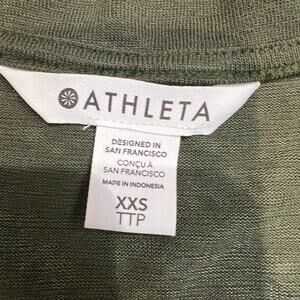 ATHLETA
DESIGNED IN
SAN FRANCISCO
CONÇU À
SAN FRANCISCO
MADE IN INDONESIA
XXS
TTP